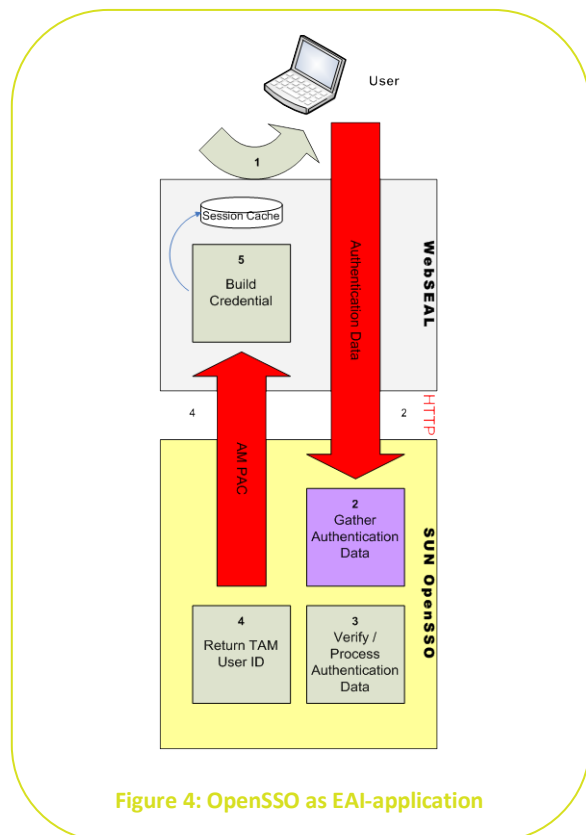 User
1
Session Cache
WebSEAL
5
Build
Credential
Authentication Data
4
2
HTTP
AM PAC
SUN OpenSSO
2
Gather
Authentication
Data
4
Return TAM
User ID
3
Verify /
Process
Authentication
Data
Figure 4: OpenSSO as EAI-application